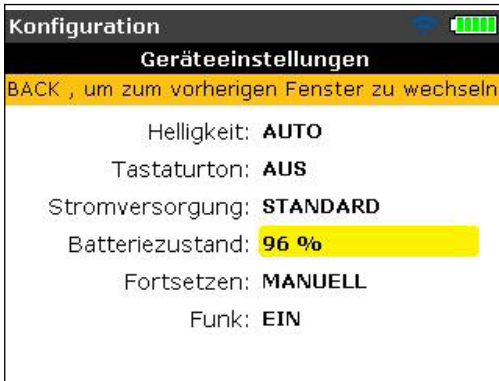 Konfiguration
Geräteeinstellungen
BACK , um zum vorherigen Fenster zu wechseln
Helligkeit: AUTO
Tastaturton: AUS
Stromversorgung: STANDARD
Batteriezustand: 96 %
Fortsetzen: MANUELL
Funk: EIN